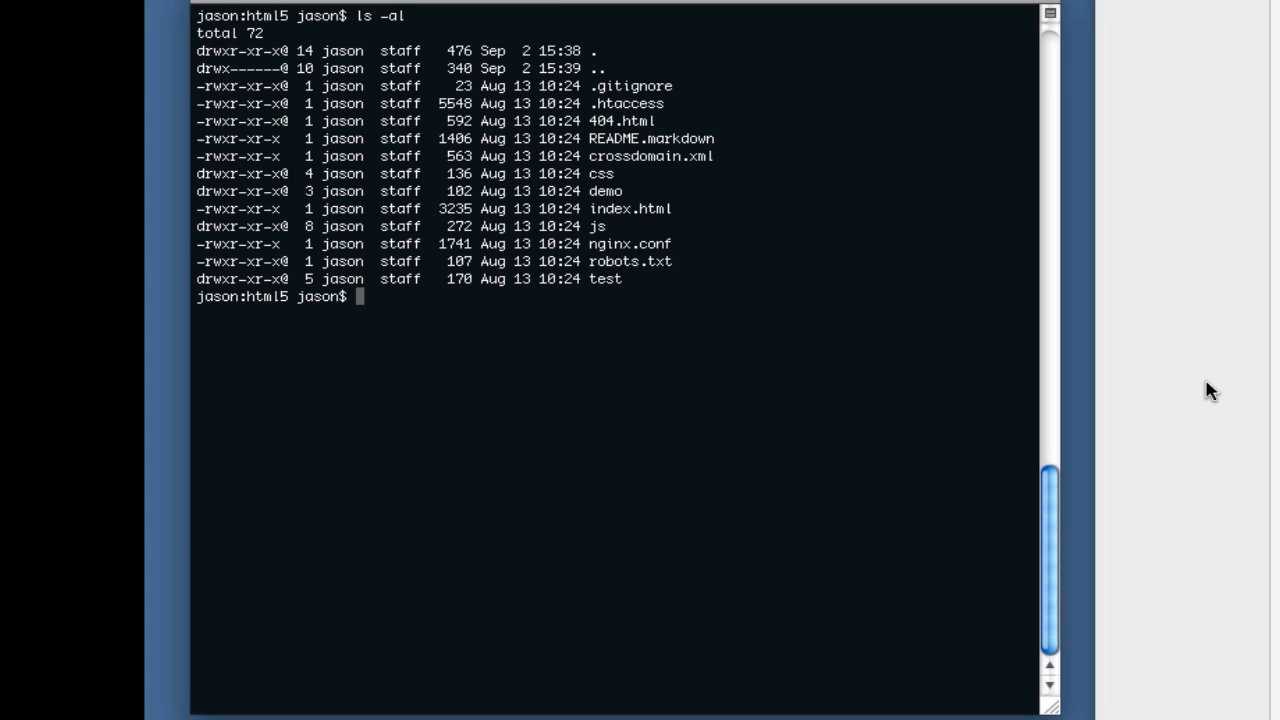 jason:html5 jason$ ls -al
total 72
drwxr-xr-x@ 14 jason  staff   476 Sep  2 15:38 .
drwx------@ 10 jason  staff   340 Sep  2 15:39 ..
-rwxr-xr-x@  1 jason  staff    23 Aug 13 10:24 .gitignore
-rwxr-xr-x@  1 jason  staff  5548 Aug 13 10:24 .htaccess
-rwxr-xr-x@  1 jason  staff   592 Aug 13 10:24 404.html
-rwxr-xr-x   1 jason  staff  1406 Aug 13 10:24 README.markdown
-rwxr-xr-x   1 jason  staff   563 Aug 13 10:24 crossdomain.xml
drwxr-xr-x@  4 jason  staff   136 Aug 13 10:24 css
drwxr-xr-x@  3 jason  staff   102 Aug 13 10:24 demo
-rwxr-xr-x   1 jason  staff  3235 Aug 13 10:24 index.html
drwxr-xr-x@  8 jason  staff   272 Aug 13 10:24 js
-rwxr-xr-x   1 jason  staff  1741 Aug 13 10:24 nginx.conf
-rwxr-xr-x@  1 jason  staff   107 Aug 13 10:24 robots.txt
drwxr-xr-x@  5 jason  staff   170 Aug 13 10:24 test
jason:html5 jason$